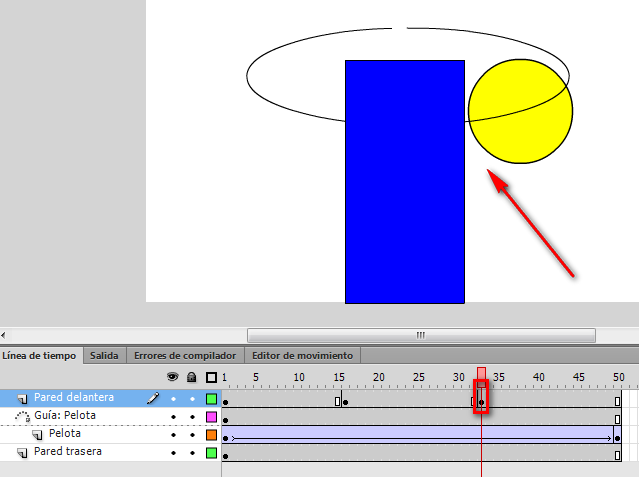 Línea de tiempo Salida Errores de compilador Editor de movimiento
1 5 10 15 20 25 30 35 40 45 50
Pared delantera
Guía: Pelota
Pelota
Pared trasera